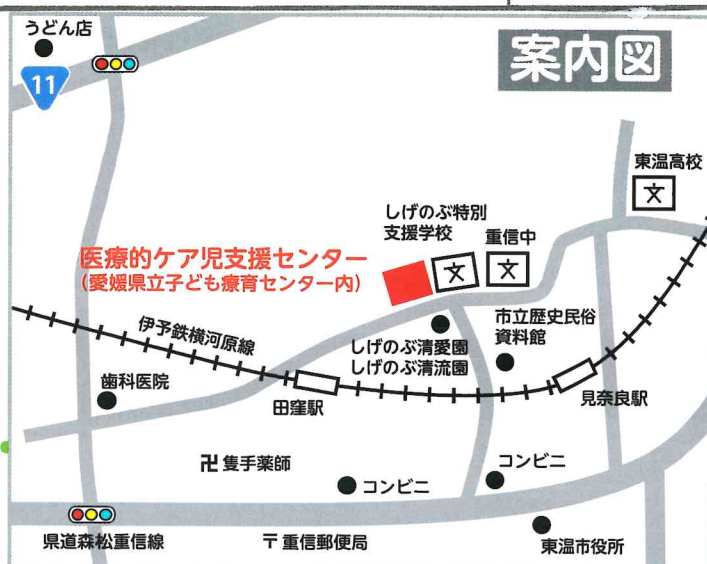 うどん店
11
案内図
東温高校
文
しげのぶ特別
支援学校
文
重信中
文
医療的ケア児支援センター
(愛媛県立子ども療育センター内)
伊予鉄横河原線
しげのぶ清愛園
しげのぶ清流園
市立歴史民俗
資料館
歯科医院
田窪駅
見奈良駅
卍 隻手薬師
コンビニ
コンビニ
県道森松重信線
〒重信郵便局
東温市役所